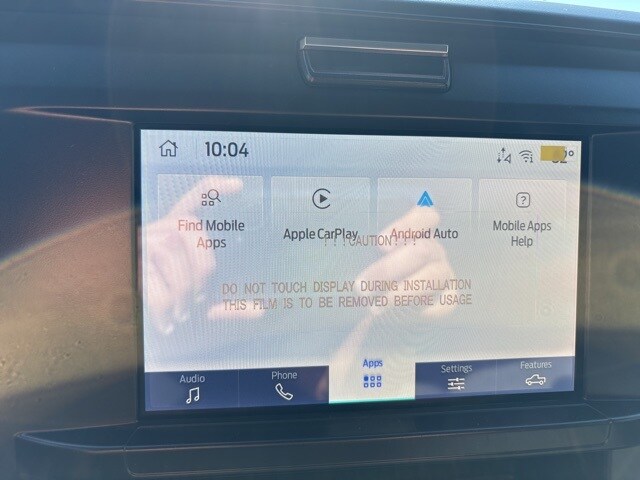 10:04
Find Mobile
Apps
Apple CarPlay
Android Auto
Mobile Apps
Help
!!!CAUTION!!!
DO NOT TOUCH DISPLAY DURING INSTALLATION
THIS FILM IS TO BE REMOVED BEFORE USAGE
Audio
Phone
Apps
Settings
Features